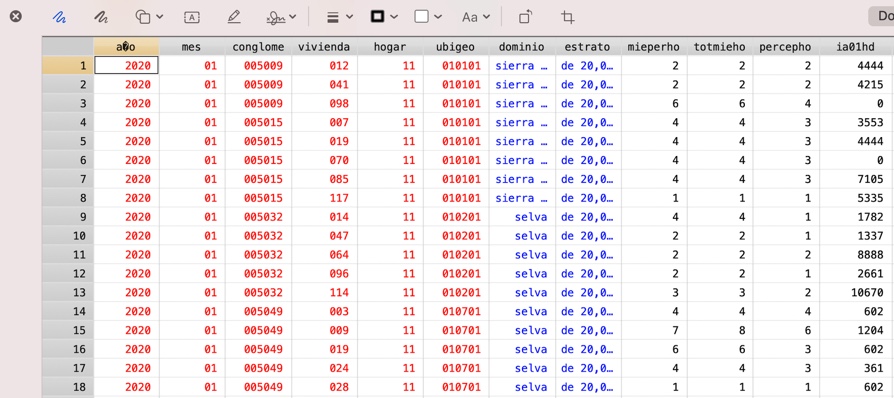 Aa Do
a�o mes conglome vivienda hogar ubigeo dominio estrato mieperho totmieho percepho ia01hd
1 2020 01 005009 012 11 010101 sierra … de 20,0… 2 2 2 4444
2 2020 01 005009 041 11 010101 sierra … de 20,0… 2 2 2 4215
3 2020 01 005009 098 11 010101 sierra … de 20,0… 6 6 4 0
4 2020 01 005015 007 11 010101 sierra … de 20,0… 4 4 3 3553
5 2020 01 005015 019 11 010101 sierra … de 20,0… 4 4 3 4444
6 2020 01 005015 070 11 010101 sierra … de 20,0… 4 4 3 0
7 2020 01 005015 085 11 010101 sierra … de 20,0… 4 4 3 7105
8 2020 01 005015 117 11 010101 sierra … de 20,0… 1 1 1 5335
9 2020 01 005032 014 11 010201 selva de 20,0… 4 4 1 1782
10 2020 01 005032 047 11 010201 selva de 20,0… 2 2 1 1337
11 2020 01 005032 064 11 010201 selva de 20,0… 2 2 2 8888
12 2020 01 005032 096 11 010201 selva de 20,0… 2 2 1 2661
13 2020 01 005032 114 11 010201 selva de 20,0… 3 3 2 10670
14 2020 01 005049 003 11 010701 selva de 20,0… 4 4 4 602
15 2020 01 005049 009 11 010701 selva de 20,0… 7 8 6 1204
16 2020 01 005049 019 11 010701 selva de 20,0… 6 6 3 602
17 2020 01 005049 024 11 010701 selva de 20,0… 4 4 3 361
18 2020 01 005049 028 11 010701 selva de 20,0… 1 1 1 602